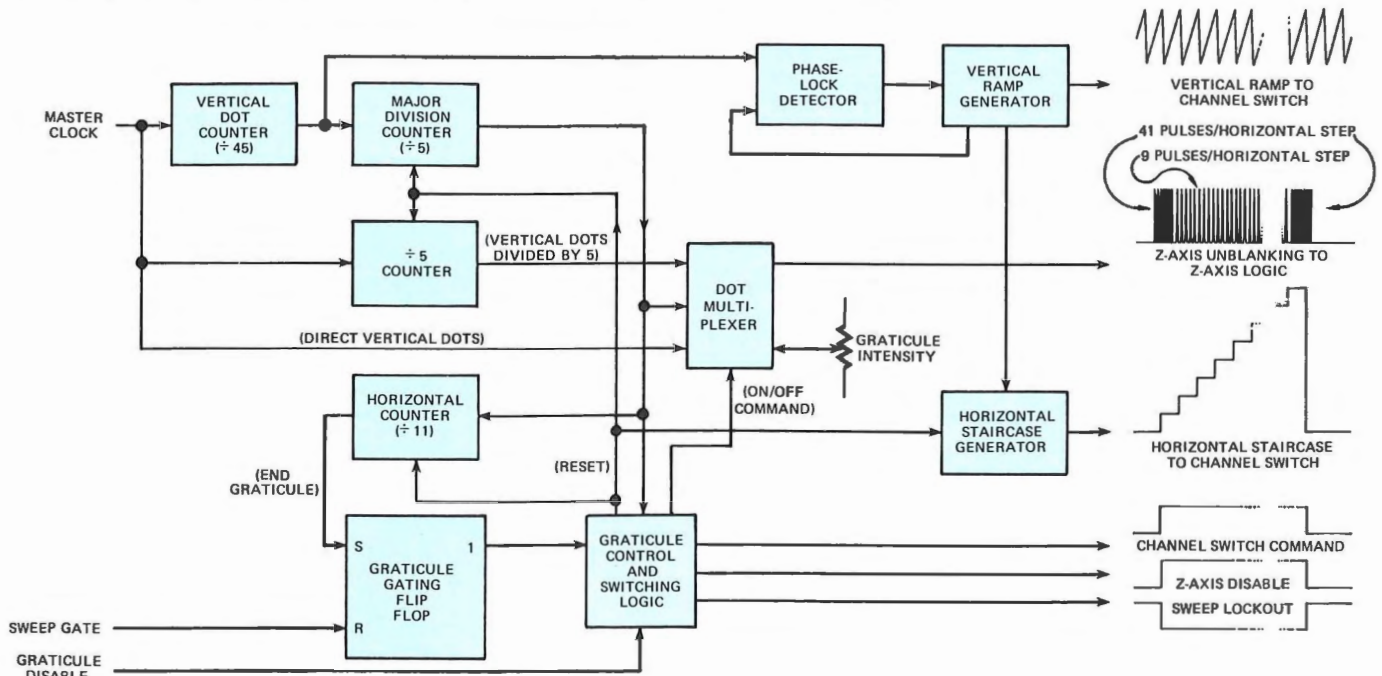 MASTER
CLOCK
VERTICAL
DOT
COUNTER
(÷ 45)
MAJOR
DIVISION
COUNTER
(÷5)
PHASE-
LOCK
DETECTOR
VERTICAL
RAMP
GENERATOR
VERTICAL RAMP TO
CHANNEL SWITCH
41 PULSES/HORIZONTAL STEP
9 PULSES/HORIZONTAL STEP
÷5
COUNTER
(VERTICAL DOTS
DIVIDED BY 5)
DOT
MULTI-
PLEXER
Z-AXIS UNBLANKING TO
Z-AXIS LOGIC
(DIRECT VERTICAL DOTS)
GRATICULE
INTENSITY
HORIZONTAL
COUNTER
(÷ 11)
(ON/OFF
COMMAND)
HORIZONTAL
STAIRCASE
GENERATOR
HORIZONTAL STAIRCASE
TO CHANNEL SWITCH
(END
GRATICULE)
(RESET)
S 1
GRATICULE
GATING
FLIP
FLOP
R
GRATICULE
CONTROL
AND
SWITCHING
LOGIC
CHANNEL SWITCH COMMAND
Z-AXIS DISABLE
SWEEP LOCKOUT
SWEEP GATE
GRATICULE
DISABLE